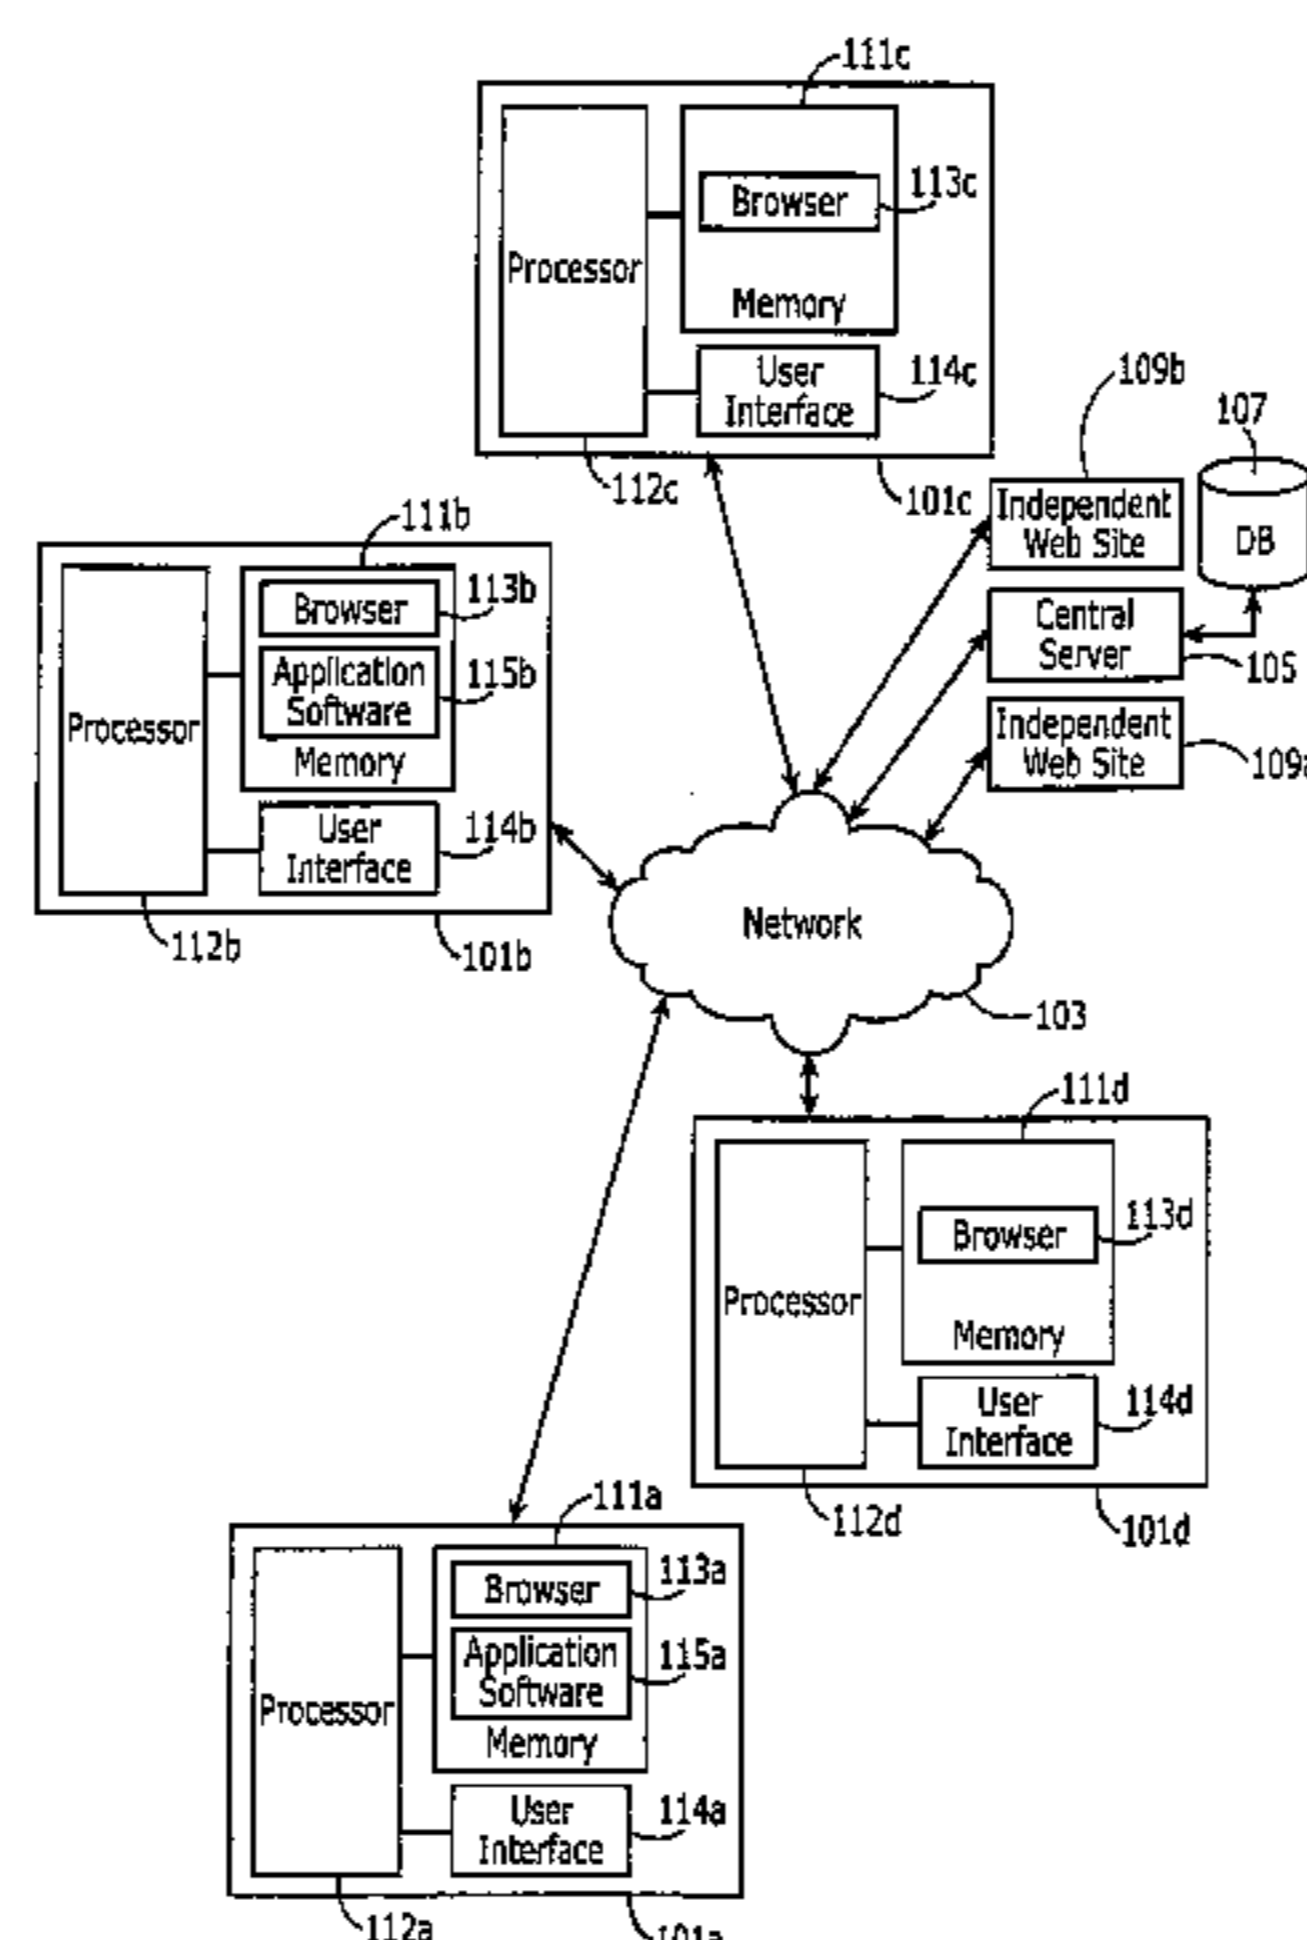 111c
Browser
113c
Processor
Memory
User
Interface
114c
112c
101c
109b
107
Independent
Web Site
DB
Central
Server
105
Independent
Web Site
111b
Browser
113b
Application
Software
115b
Processor
Memory
User
Interface
114b
112b
101b
Network
103
111d
Browser
113d
Processor
Memory
User
Interface
114d
112d
101d
111a
Browser
113a
Application
Software
115a
Processor
Memory
User
Interface
114a
112a